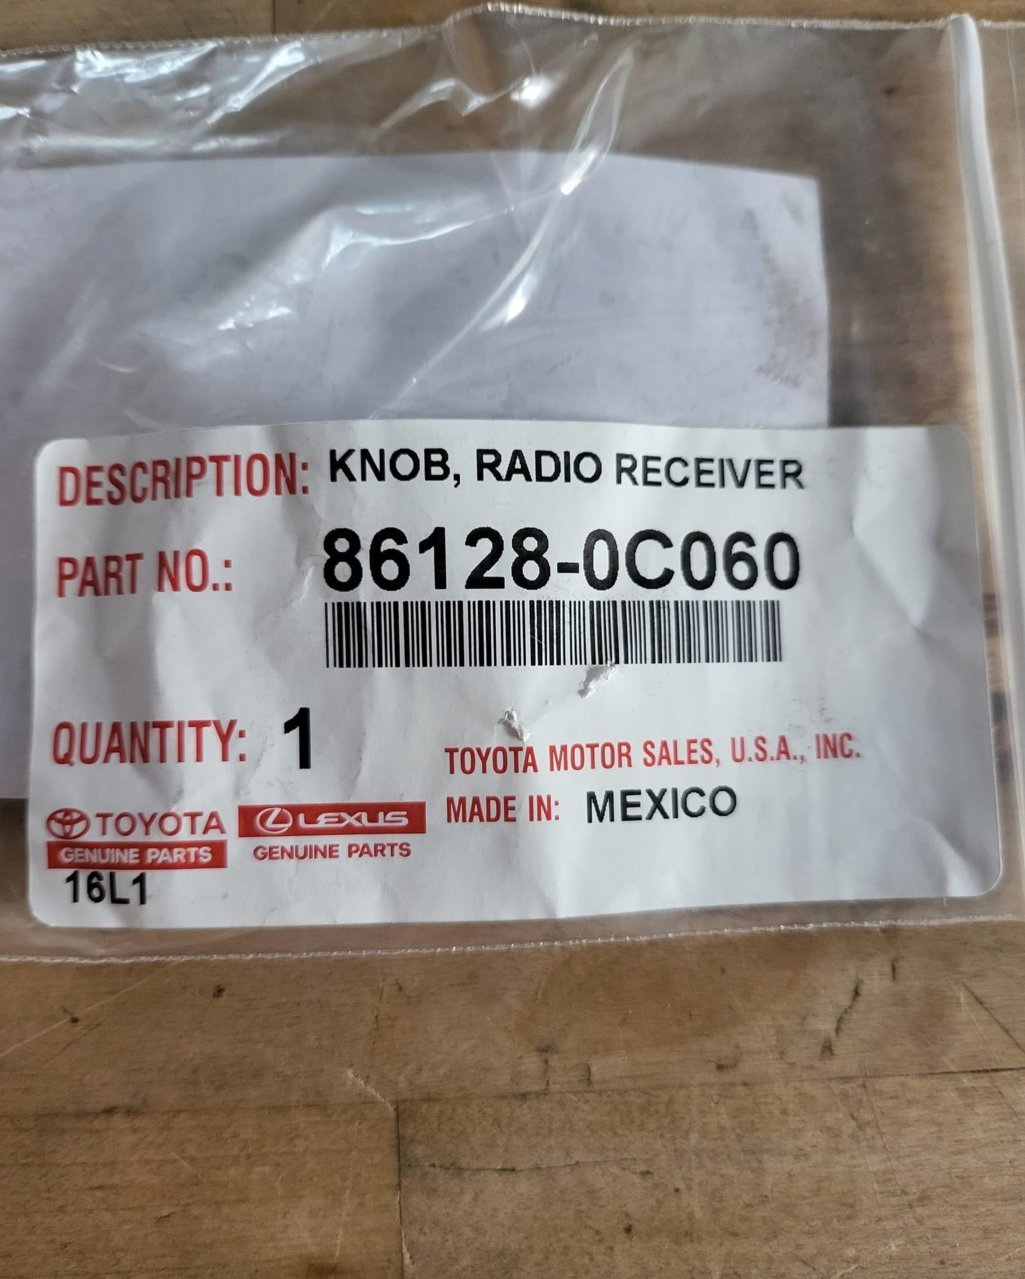 DESCRIPTION: KNOB, RADIO RECEIVER
PART NO.: 86128-0C060
QUANTITY: 1
TOYOTA MOTOR SALES, U.S.A., INC.
MADE IN: MEXICO
TOYOTA
GENUINE PARTS
LEXUS
GENUINE PARTS
16L1